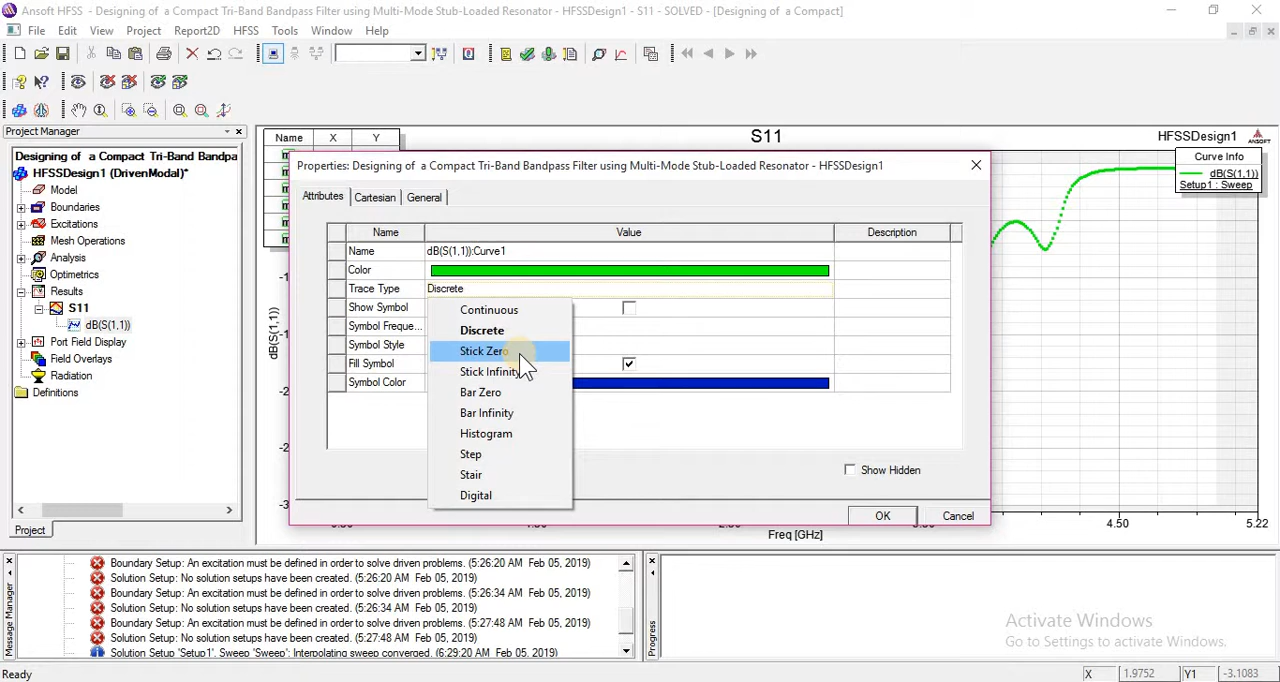 Ansoft HFSS - Designing of a Compact Tri-Band Bandpass Filter using Multi-Mode Stub-Loaded Resonator - HFSSDesign1 - S11 - SOLVED - [Designing of a Compact]
File Edit View Project Report2D HFSS Tools Window Help
Project Manager
Designing of a Compact Tri-Band Bandpa
HFSSDesign1 (DrivenModal)*
Model
Boundaries
Excitations
Mesh Operations
Analysis
Optimetrics
Results
S11
dB(S(1,1))
Port Field Display
Field Overlays
Radiation
Definitions
Project
Name X Y
S11
HFSSDesign1
ANSOFT
Curve Info
dB(S(1,1))
Setup1 : Sweep
dB(S(1,1))
Properties: Designing of a Compact Tri-Band Bandpass Filter using Multi-Mode Stub-Loaded Resonator - HFSSDesign1
Attributes Cartesian General
Name Value Description
Name dB(S(1,1)):Curve1
Color
Trace Type Discrete
Show Symbol
Symbol Freque...
Symbol Style
Fill Symbol
Symbol Color
Continuous
Discrete
Stick Zero
Stick Infinity
Bar Zero
Bar Infinity
Histogram
Step
Stair
Digital
Show Hidden
OK Cancel
4.50 5.22
Freq [GHz]
Message Manager
Boundary Setup: An excitation must be defined in order to solve driven problems. (5:26:20 AM Feb 05, 2019)
Solution Setup: No solution setups have been created. (5:26:20 AM Feb 05, 2019)
Boundary Setup: An excitation must be defined in order to solve driven problems. (5:26:34 AM Feb 05, 2019)
Solution Setup: No solution setups have been created. (5:26:34 AM Feb 05, 2019)
Boundary Setup: An excitation must be defined in order to solve driven problems. (5:27:48 AM Feb 05, 2019)
Solution Setup: No solution setups have been created. (5:27:48 AM Feb 05, 2019)
Solution Setup 'Setup1', Sweep 'Sweep': Interpolating sweep converged. (5:29:20 AM Feb 05, 2019)
Progress
Activate Windows
Go to Settings to activate Windows.
Ready
X 1.9752 Y1 -3.1083